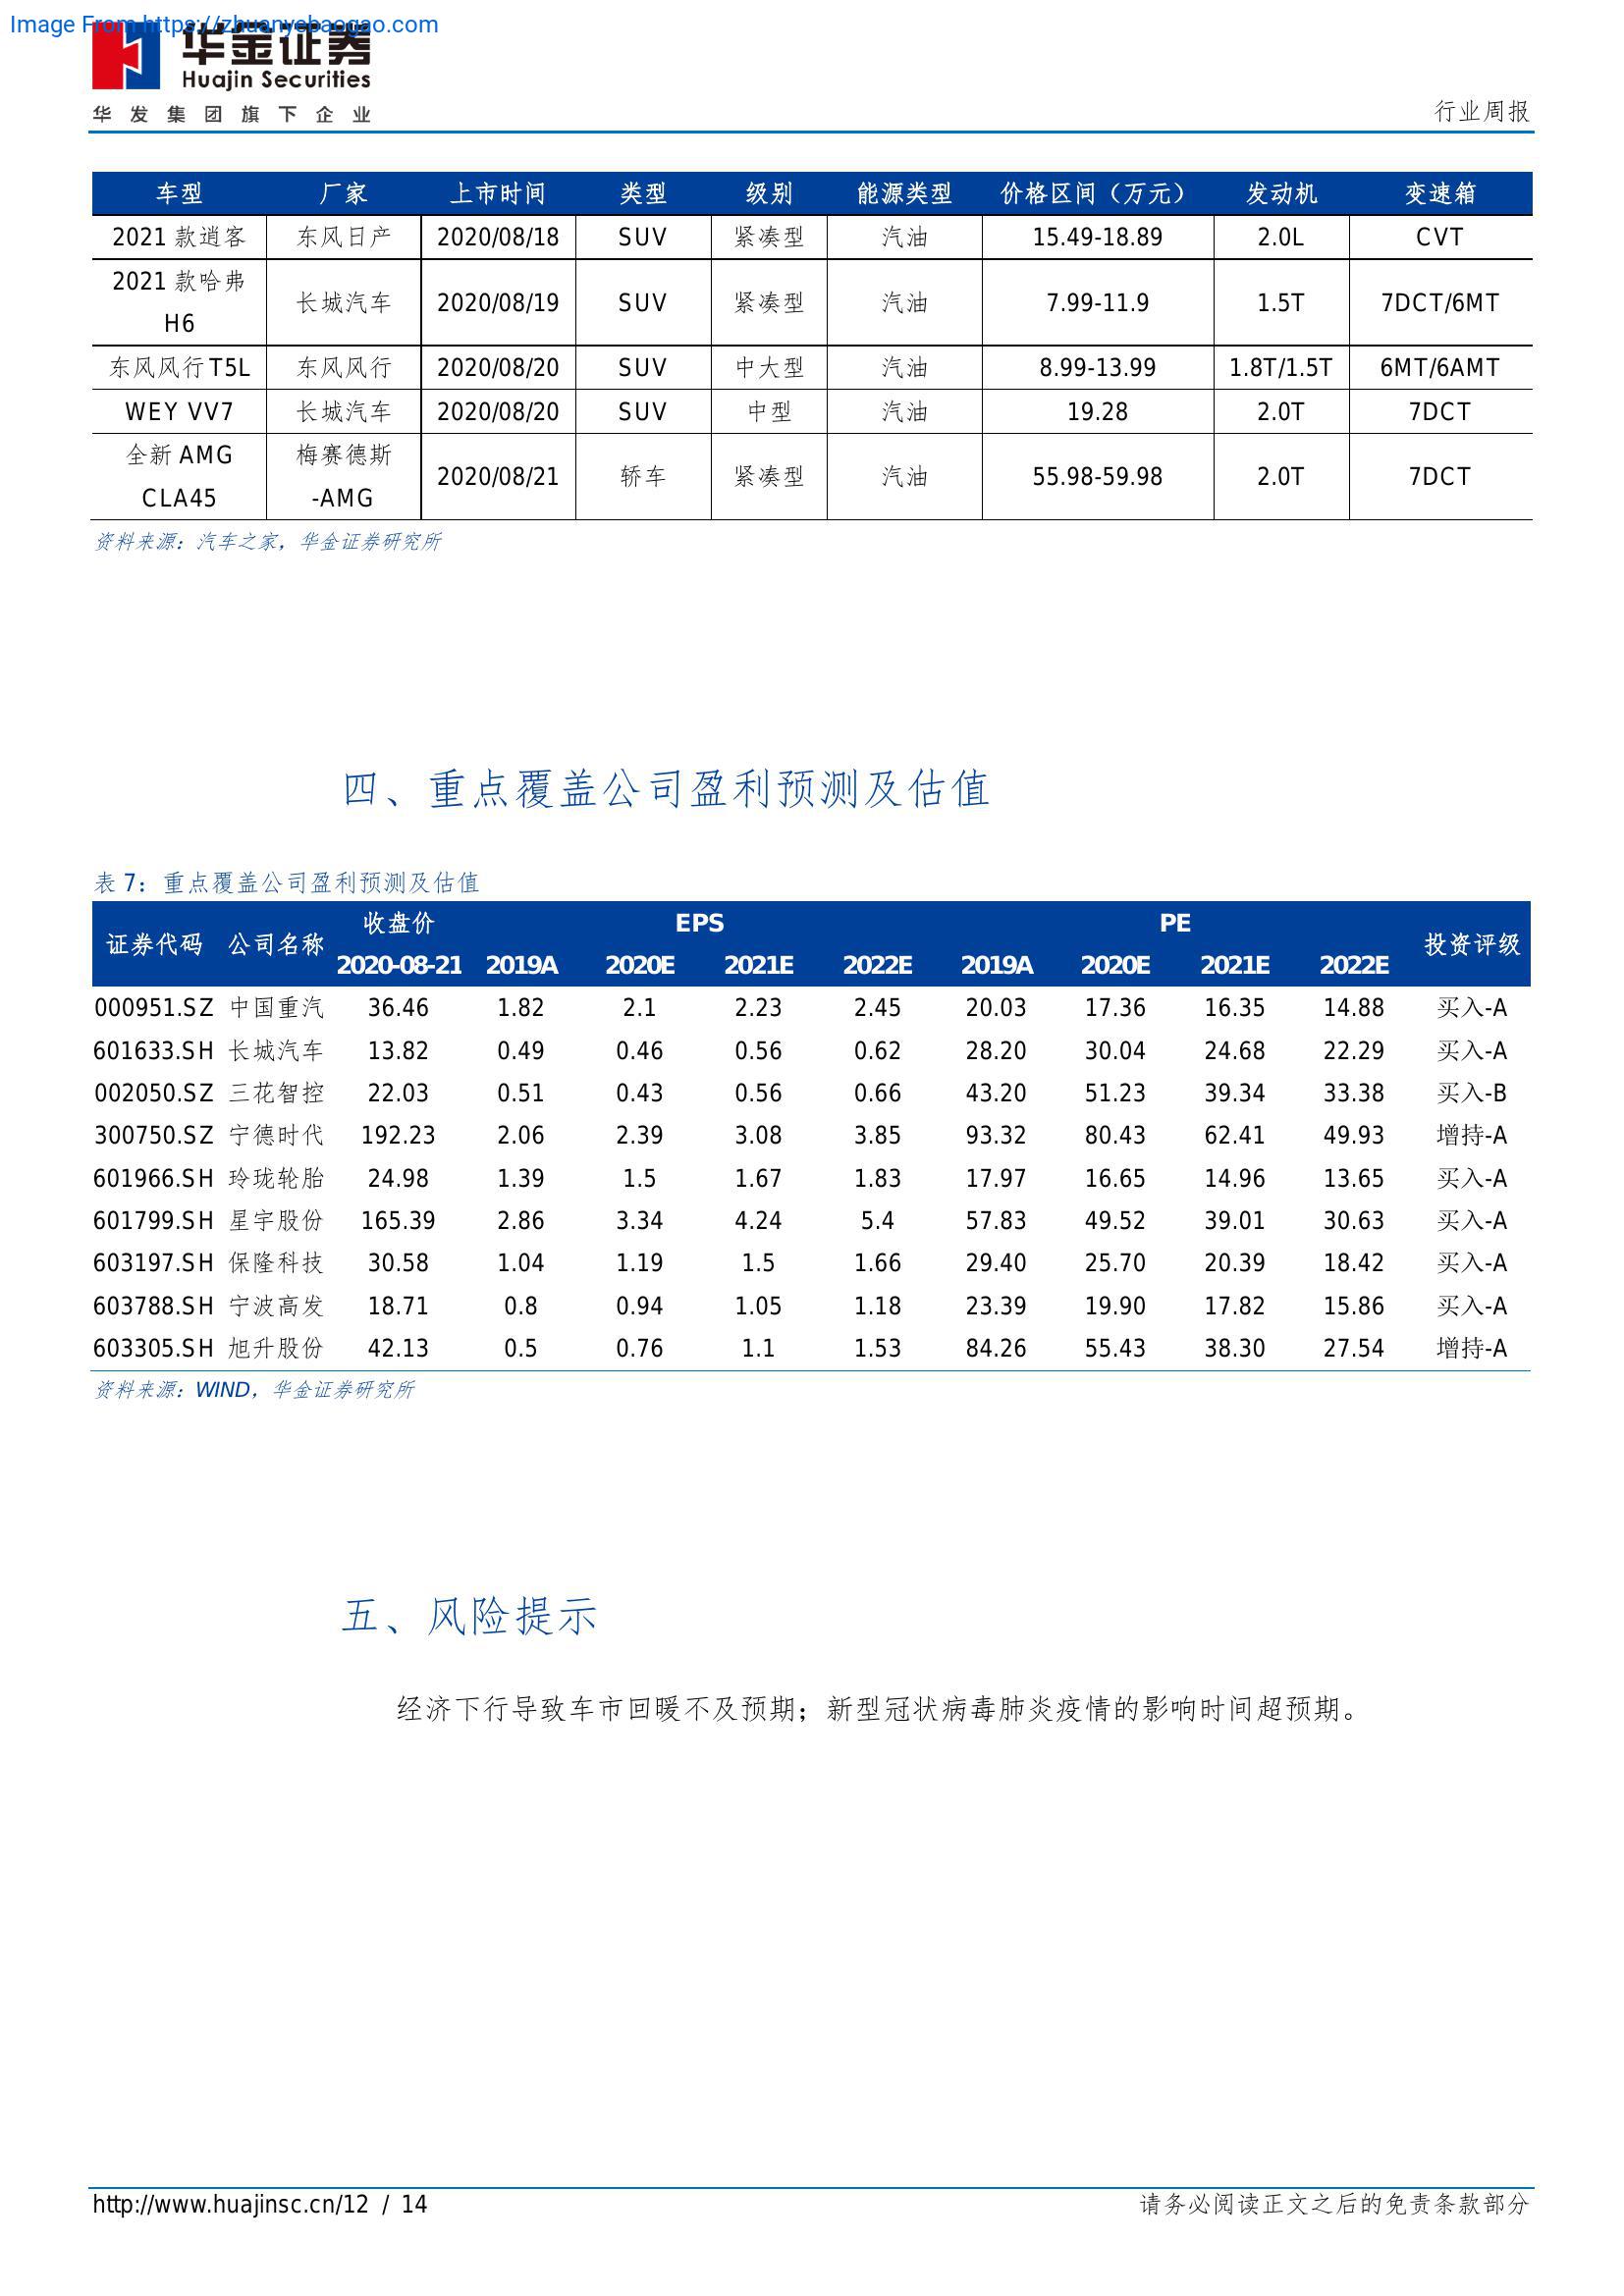 Image From https://zhuanyebaogao.com
华金证券
Huajin Securities
华发集团旗下企业
行业周报
车型 厂家 上市时间 类型 级别 能源类型 价格区间（万元） 发动机 变速箱
2021 款逍客 东风日产 2020/08/18 SUV 紧凑型 汽油 15.49-18.89 2.0L CVT
2021 款哈弗
H6 长城汽车 2020/08/19 SUV 紧凑型 汽油 7.99-11.9 1.5T 7DCT/6MT
东风风行 T5L 东风风行 2020/08/20 SUV 中大型 汽油 8.99-13.99 1.8T/1.5T 6MT/6AMT
WEY VV7 长城汽车 2020/08/20 SUV 中型 汽油 19.28 2.0T 7DCT
全新 AMG 梅赛德斯
CLA45 -AMG 2020/08/21 轿车 紧凑型 汽油 55.98-59.98 2.0T 7DCT
资料来源：汽车之家，华金证券研究所
四、重点覆盖公司盈利预测及估值
表 7：重点覆盖公司盈利预测及估值
证券代码 公司名称 收盘价 EPS PE 投资评级
2020-08-21 2019A 2020E 2021E 2022E 2019A 2020E 2021E 2022E
000951.SZ 中国重汽 36.46 1.82 2.1 2.23 2.45 20.03 17.36 16.35 14.88 买入-A
601633.SH 长城汽车 13.82 0.49 0.46 0.56 0.62 28.20 30.04 24.68 22.29 买入-A
002050.SZ 三花智控 22.03 0.51 0.43 0.56 0.66 43.20 51.23 39.34 33.38 买入-B
300750.SZ 宁德时代 192.23 2.06 2.39 3.08 3.85 93.32 80.43 62.41 49.93 增持-A
601966.SH 玲珑轮胎 24.98 1.39 1.5 1.67 1.83 17.97 16.65 14.96 13.65 买入-A
601799.SH 星宇股份 165.39 2.86 3.34 4.24 5.4 57.83 49.52 39.01 30.63 买入-A
603197.SH 保隆科技 30.58 1.04 1.19 1.5 1.66 29.40 25.70 20.39 18.42 买入-A
603788.SH 宁波高发 18.71 0.8 0.94 1.05 1.18 23.39 19.90 17.82 15.86 买入-A
603305.SH 旭升股份 42.13 0.5 0.76 1.1 1.53 84.26 55.43 38.30 27.54 增持-A
资料来源：WIND，华金证券研究所
五、风险提示
经济下行导致车市回暖不及预期；新型冠状病毒肺炎疫情的影响时间超预期。
http://www.huajinsc.cn/12 / 14
请务必阅读正文之后的免责条款部分